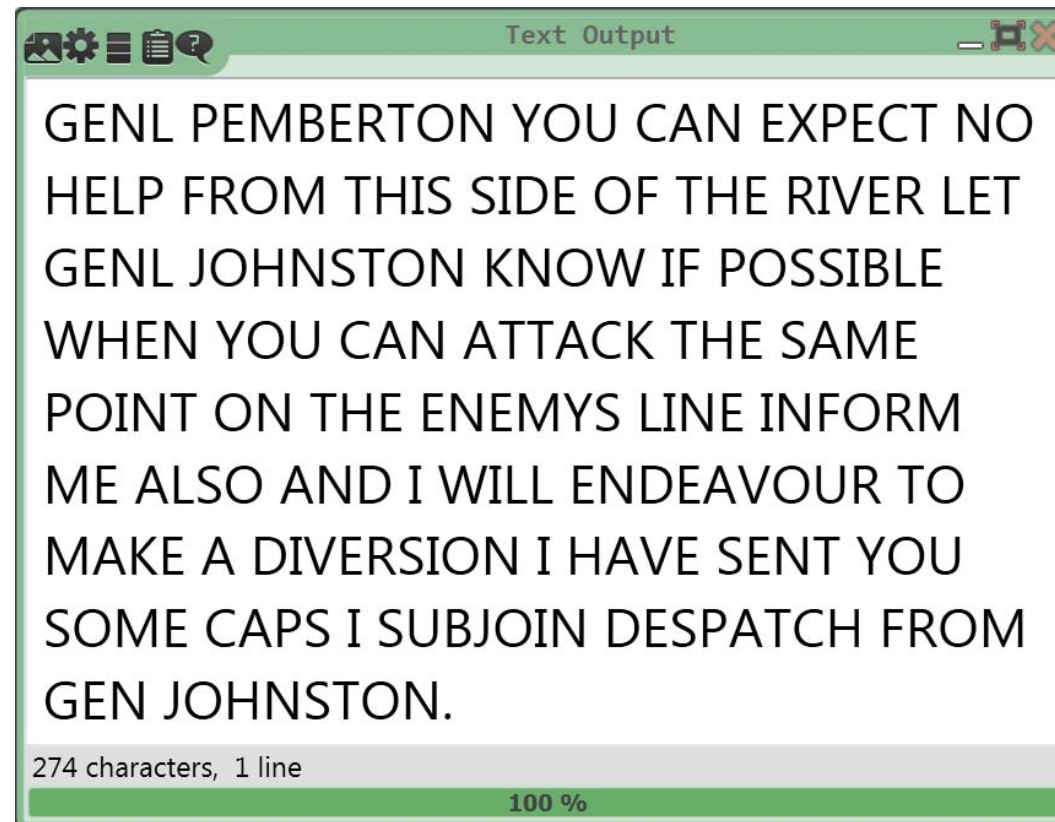 Text Output
GENL PEMBERTON YOU CAN EXPECT NO
HELP FROM THIS SIDE OF THE RIVER LET
GENL JOHNSTON KNOW IF POSSIBLE
WHEN YOU CAN ATTACK THE SAME
POINT ON THE ENEMYS LINE INFORM
ME ALSO AND I WILL ENDEAVOUR TO
MAKE A DIVERSION I HAVE SENT YOU
SOME CAPS I SUBJOIN DESPATCH FROM
GEN JOHNSTON.
274 characters, 1 line
100 %